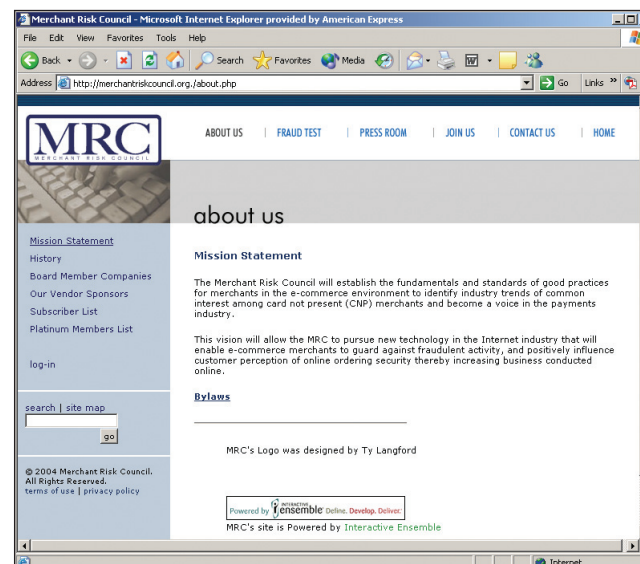 Merchant Risk Council - Microsoft Internet Explorer provided by American Express
File Edit View Favorites Tools Help
Back Search Favorites Media
Address http://merchantriskcouncil.org./about.php Go Links »
MRC
MERCHANT RISK COUNCIL
ABOUT US | FRAUD TEST | PRESS ROOM | JOIN US | CONTACT US | HOME
about us
Mission Statement
History
Board Member Companies
Our Vendor Sponsors
Subscriber List
Platinum Members List
log-in
search | site map
go
© 2004 Merchant Risk Council.
All Rights Reserved.
terms of use | privacy policy
Mission Statement
The Merchant Risk Council will establish the fundamentals and standards of good practices
for merchants in the e-commerce environment to identify industry trends of common
interest among card not present (CNP) merchants and become a voice in the payments
industry.
This vision will allow the MRC to pursue new technology in the Internet industry that will
enable e-commerce merchants to guard against fraudulent activity, and positively influence
customer perception of online ordering security thereby increasing business conducted
online.
Bylaws
MRC's Logo was designed by Ty Langford
Powered by INTERACTIVE ensemble Define. Develop. Deliver.
MRC's site is Powered by Interactive Ensemble
Internet